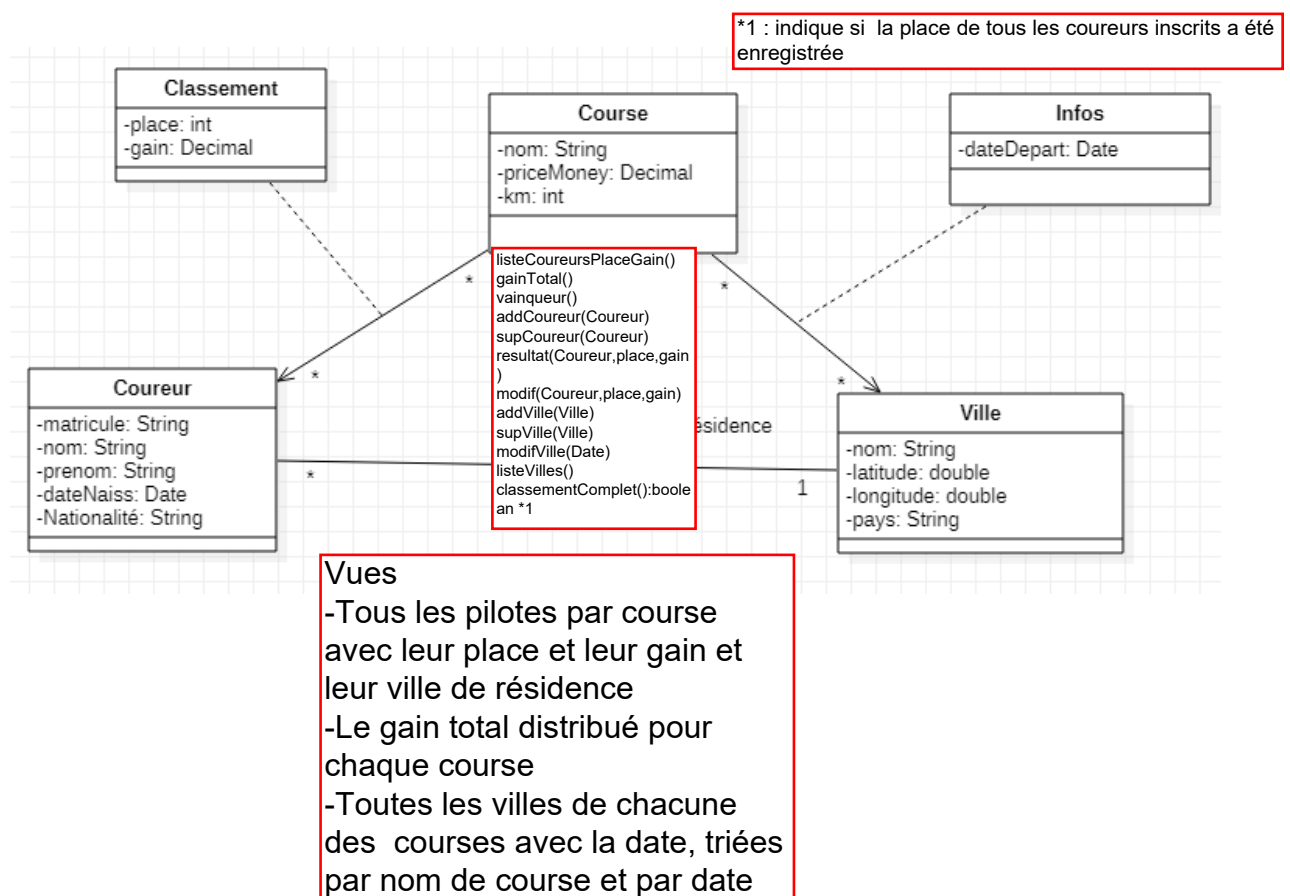 *1 : indique si la place de tous les coureurs inscrits a été
enregistrée
Classement
-place: int
-gain: Decimal
Course
-nom: String
-priceMoney: Decimal
-km: int
Infos
-dateDepart: Date
listeCoureursPlaceGain()
gainTotal()
vainqueur()
addCoureur(Coureur)
supCoureur(Coureur)
resultat(Coureur,place,gain
)
modif(Coureur,place,gain)
addVille(Ville)
supVille(Ville)
modifVille(Date)
listeVilles()
classementComplet():boole
an *1
*
*
*
*
Coureur
-matricule: String
-nom: String
-prenom: String
-dateNaiss: Date
-Nationalité: String
*
ésidence
1
Ville
-nom: String
-latitude: double
-longitude: double
-pays: String
Vues
-Tous les pilotes par course
avec leur place et leur gain et
leur ville de résidence
-Le gain total distribué pour
chaque course
-Toutes les villes de chacune
des courses avec la date, triées
par nom de course et par date